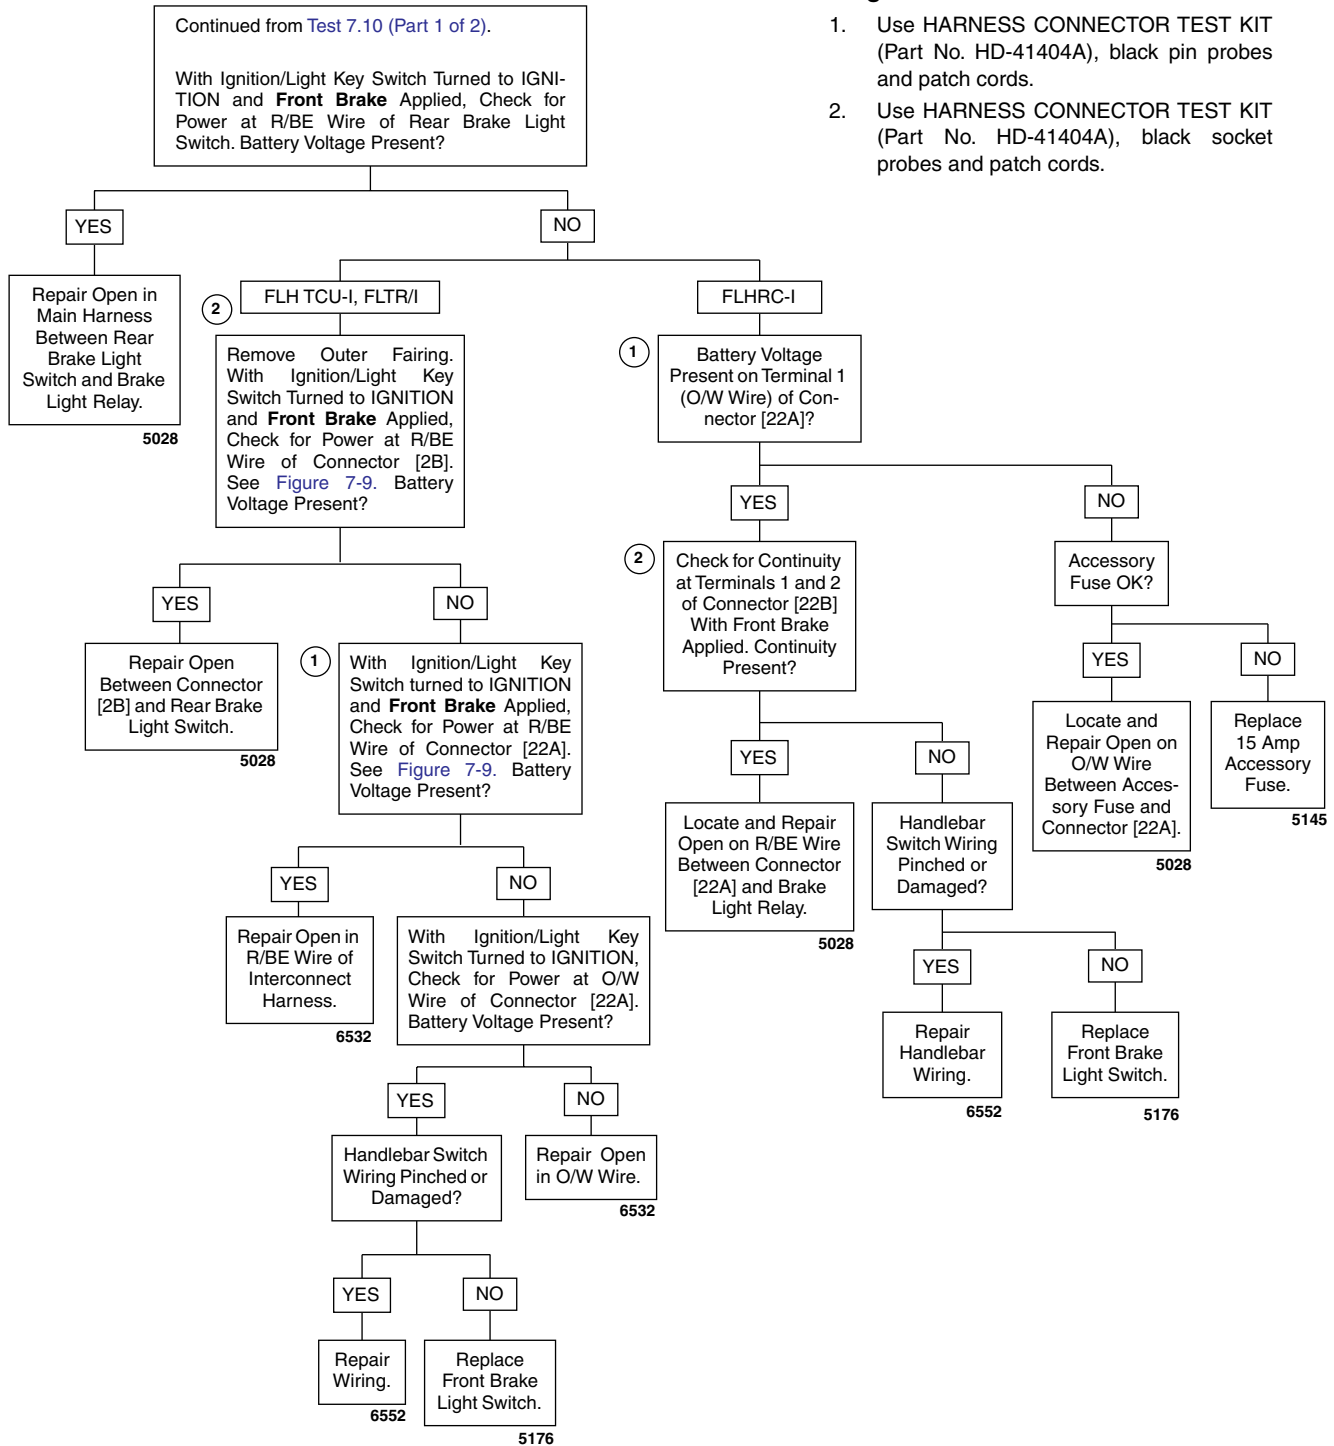 Continued from Test 7.10 (Part 1 of 2).
With Ignition/Light Key Switch Turned to IGNI-
TION and Front Brake Applied, Check for
Power at R/BE Wire of Rear Brake Light
Switch. Battery Voltage Present?
1. Use HARNESS CONNECTOR TEST KIT
(Part No. HD-41404A), black pin probes
and patch cords.
2. Use HARNESS CONNECTOR TEST KIT
(Part No. HD-41404A), black socket
probes and patch cords.
YES
NO
Repair Open in
Main Harness
Between Rear
Brake Light
Switch and Brake
Light Relay.
5028
2
FLH TCU-I, FLTR/I
Remove Outer Fairing.
With Ignition/Light Key
Switch Turned to IGNITION
and Front Brake Applied,
Check for Power at R/BE
Wire of Connector [2B].
See Figure 7-9. Battery
Voltage Present?
FLHRC-I
1
Battery Voltage
Present on Terminal 1
(O/W Wire) of Con-
nector [22A]?
YES
NO
2
Check for Continuity
at Terminals 1 and 2
of Connector [22B]
With Front Brake
Applied. Continuity
Present?
Accessory
Fuse OK?
YES
NO
Repair Open
Between Connector
[2B] and Rear Brake
Light Switch.
5028
1
With Ignition/Light Key
Switch turned to IGNITION
and Front Brake Applied,
Check for Power at R/BE
Wire of Connector [22A].
See Figure 7-9. Battery
Voltage Present?
YES
NO
Locate and
Repair Open on
O/W Wire
Between Acces-
sory Fuse and
Connector [22A].
5028
Replace
15 Amp
Accessory
Fuse.
5145
YES
NO
Locate and Repair
Open on R/BE Wire
Between Connector
[22A] and Brake
Light Relay.
5028
Handlebar
Switch Wiring
Pinched or
Damaged?
YES
NO
Repair Open in
R/BE Wire of
Interconnect
Harness.
6532
With Ignition/Light Key
Switch Turned to IGNITION,
Check for Power at O/W
Wire of Connector [22A].
Battery Voltage Present?
YES
NO
Repair
Handlebar
Wiring.
6552
Replace
Front Brake
Light Switch.
5176
YES
NO
Handlebar Switch
Wiring Pinched or
Damaged?
Repair Open
in O/W Wire.
6532
YES
NO
Repair
Wiring.
6552
Replace
Front Brake
Light Switch.
5176